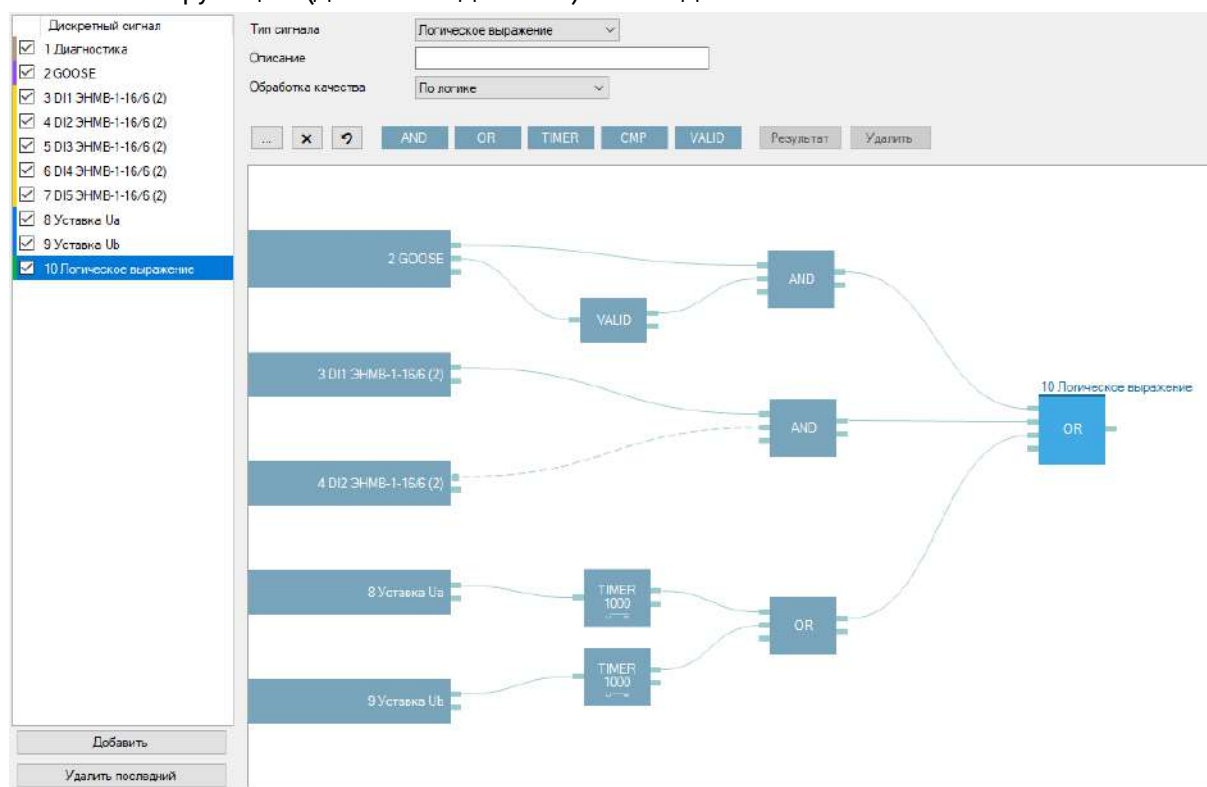 Дискретный сигнал
1 Диагностика
2 GOOSE
3 DI1 ЭНМВ-1-16/6 (2)
4 DI2 ЭНМВ-1-16/6 (2)
5 DI3 ЭНМВ-1-16/6 (2)
6 DI4 ЭНМВ-1-16/6 (2)
7 DI5 ЭНМВ-1-16/6 (2)
8 Уставка Ua
9 Уставка Ub
10 Логическое выражение
Добавить
Удалить последний
Тип сигнала Логическое выражение
Описание
Обработка качества По логике
... AND OR TIMER CMP VALID Результат Удалить
2 GOOSE
AND
VALID
3 DI1 ЭНМВ-1-16/6 (2)
10 Логическое выражение
AND
OR
4 DI2 ЭНМВ-1-16/6 (2)
8 Уставка Ua
TIMER
1000
OR
TIMER
1000
9 Уставка Ub